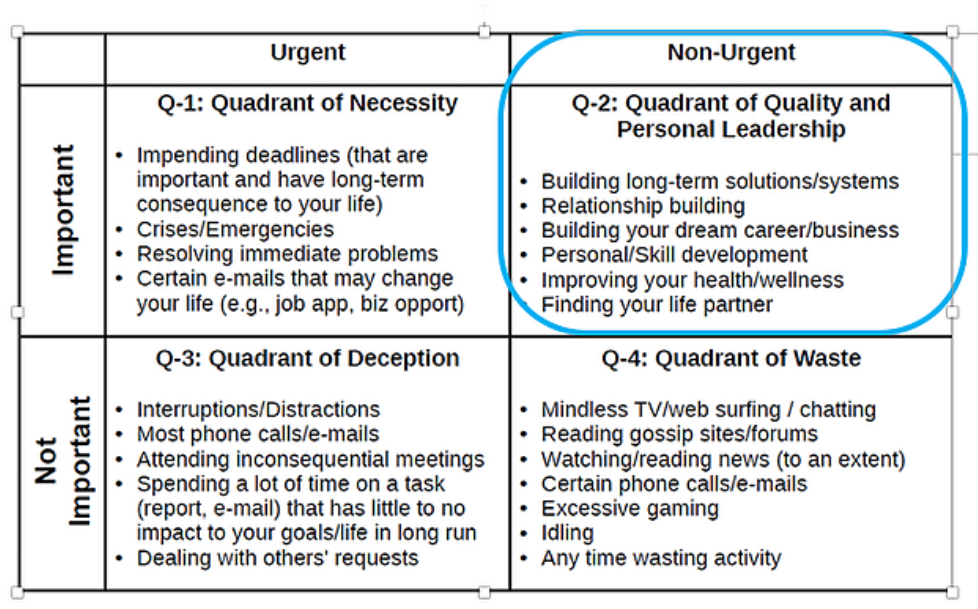 Urgent
Non-Urgent
Important
Q-1: Quadrant of Necessity
• Impending deadlines (that are
important and have long-term
consequence to your life)
• Crises/Emergencies
• Resolving immediate problems
• Certain e-mails that may change
your life (e.g., job app, biz opport)
Q-2: Quadrant of Quality and
Personal Leadership
• Building long-term solutions/systems
• Relationship building
• Building your dream career/business
• Personal/Skill development
• Improving your health/wellness
• Finding your life partner
Not
Important
Q-3: Quadrant of Deception
• Interruptions/Distractions
• Most phone calls/e-mails
• Attending inconsequential meetings
• Spending a lot of time on a task
(report, e-mail) that has little to no
impact to your goals/life in long run
• Dealing with others' requests
Q-4: Quadrant of Waste
• Mindless TV/web surfing / chatting
• Reading gossip sites/forums
• Watching/reading news (to an extent)
• Certain phone calls/e-mails
• Excessive gaming
• Idling
• Any time wasting activity